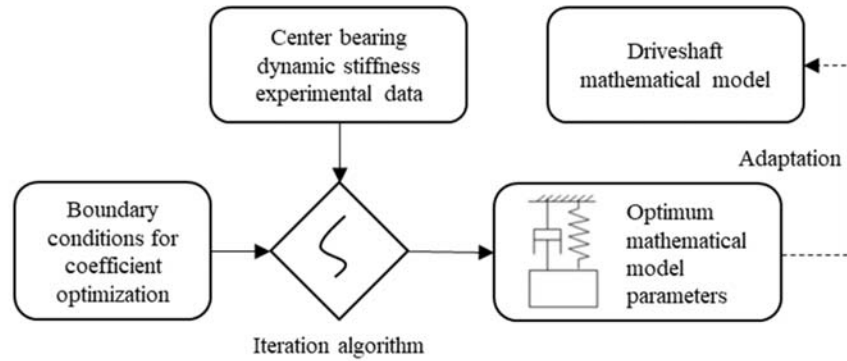 Center bearing
dynamic stiffness
experimental data
Driveshaft
mathematical model
Adaptation
Boundary
conditions for
coefficient
optimization
Optimum
mathematical
model
parameters
Iteration algorithm